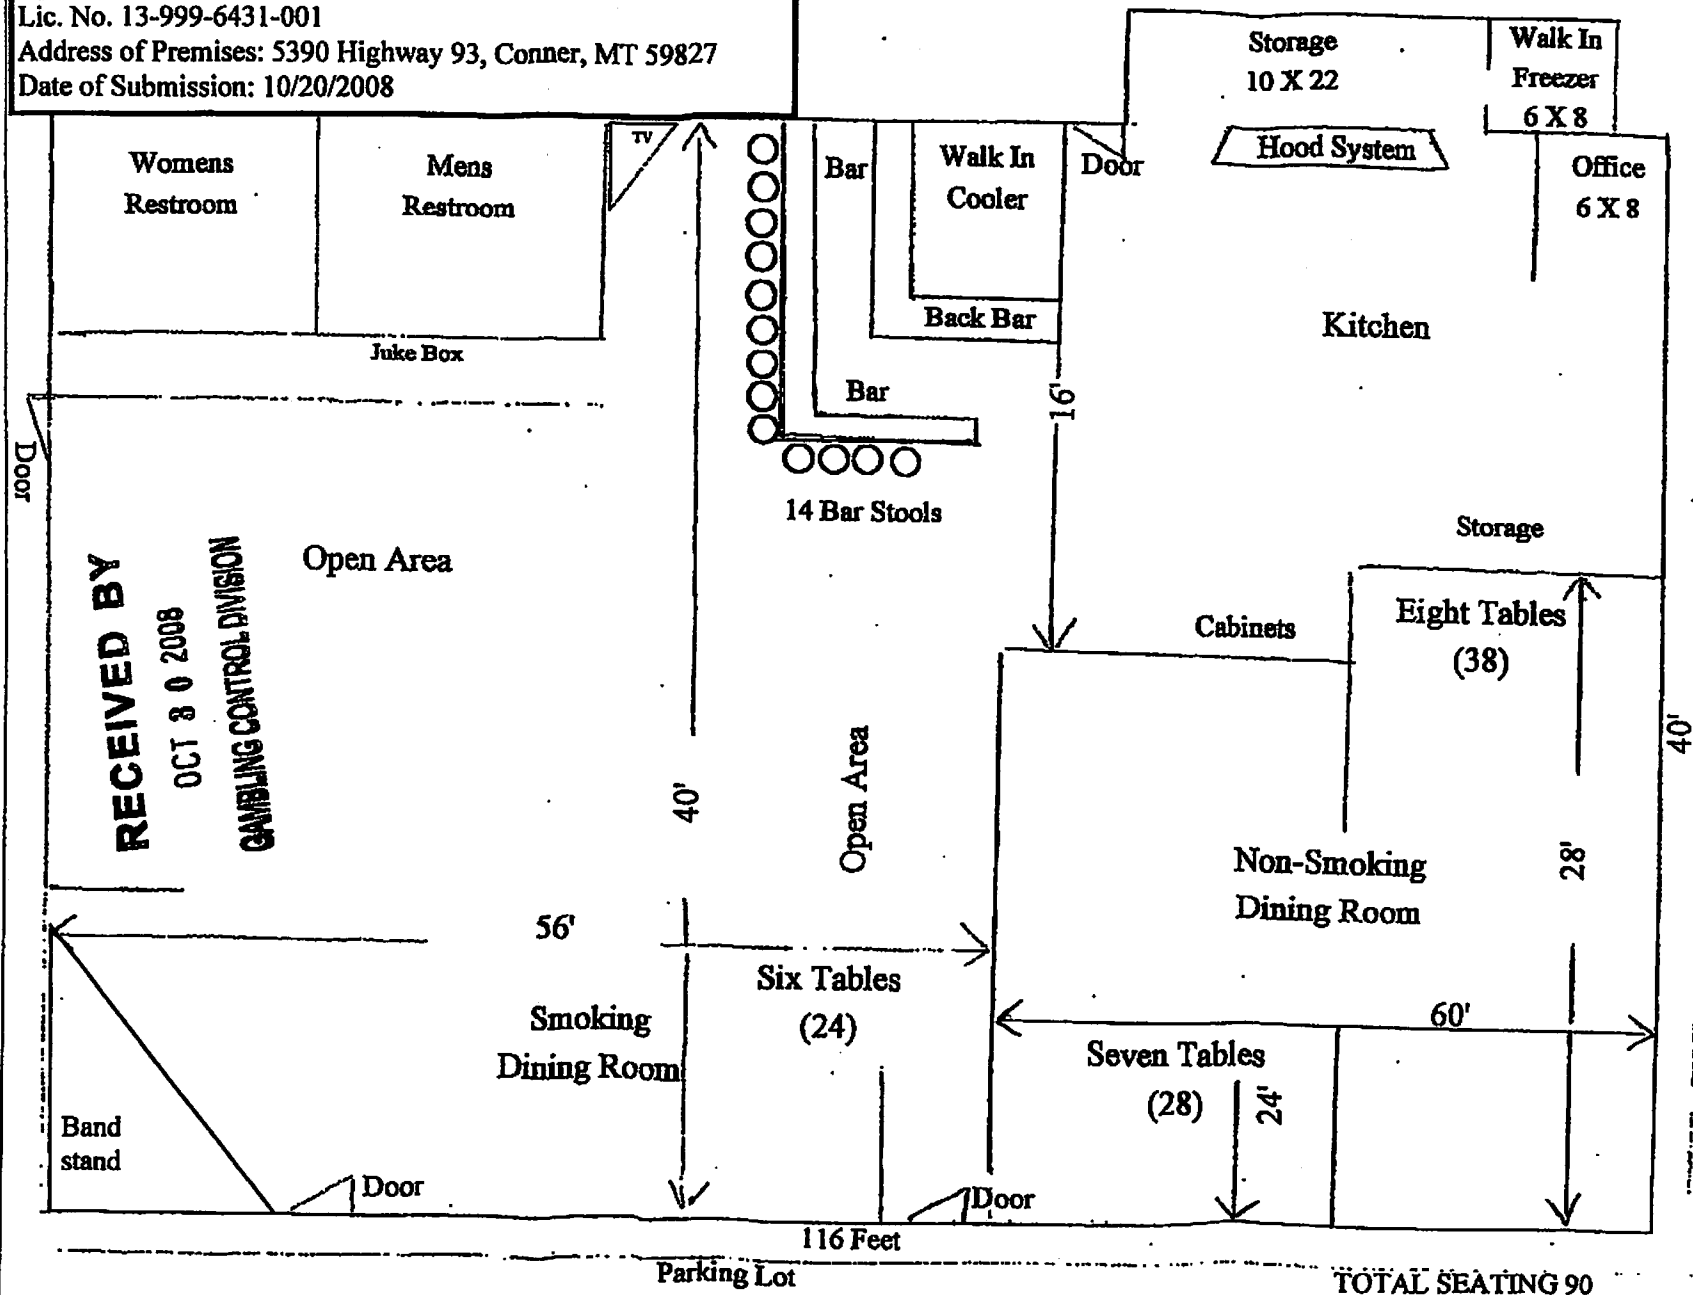 Lic. No. 13-999-6431-001
Address of Premises: 5390 Highway 93, Conner, MT 59827
Date of Submission: 10/20/2008
Storage
10 X 22
Walk In
Freezer
6 X 8
Womens
Restroom
Mens
Restroom
TV
Bar
Walk In
Cooler
Door
Hood System
Office
6 X 8
Back Bar
Kitchen
Juke Box
Bar
16'
Door
14 Bar Stools
Storage
Open Area
RECEIVED BY
OCT 30 2008
GAMBLING CONTROL DIVISION
Cabinets
Eight Tables
(38)
40'
40'
Open Area
28'
Non-Smoking
Dining Room
56'
Six Tables
(24)
Smoking
Dining Room
60'
Seven Tables
(28)
24'
Band
stand
Door
Door
116 Feet
Parking Lot
TOTAL SEATING 90